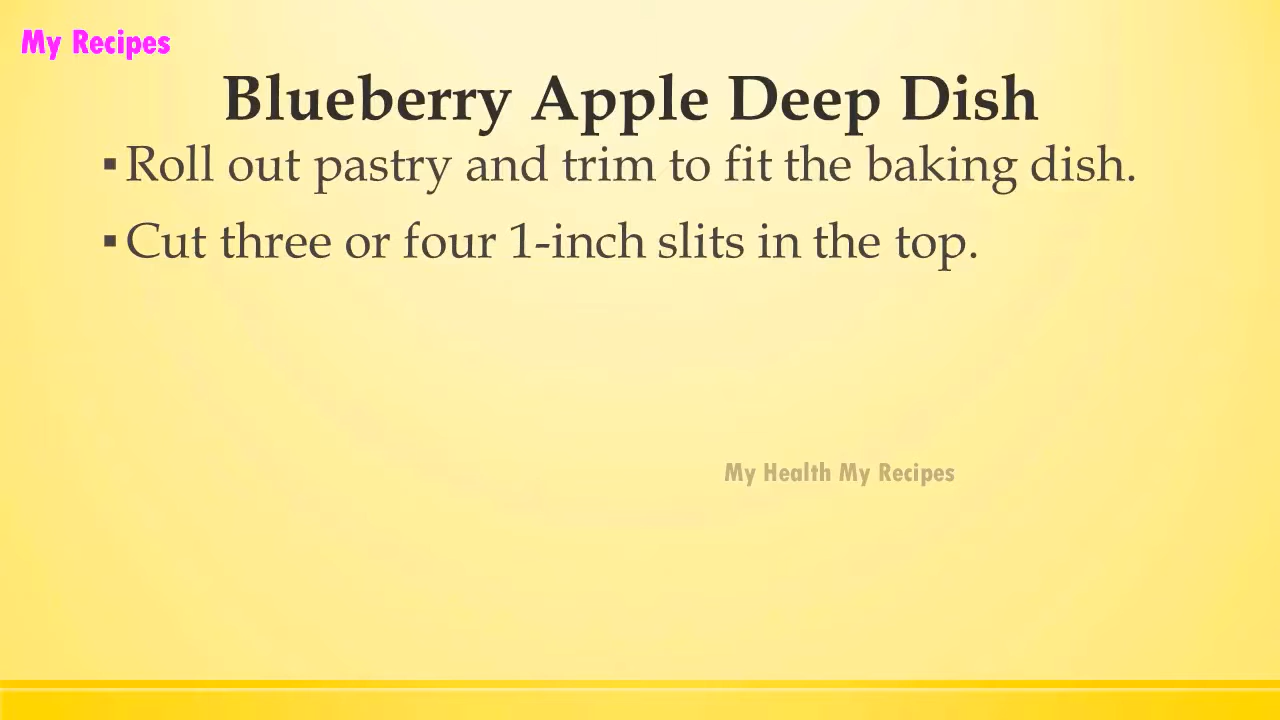 My Recipes
Blueberry Apple Deep Dish
▪ Roll out pastry and trim to fit the baking dish.
▪ Cut three or four 1-inch slits in the top.
My Health My Recipes